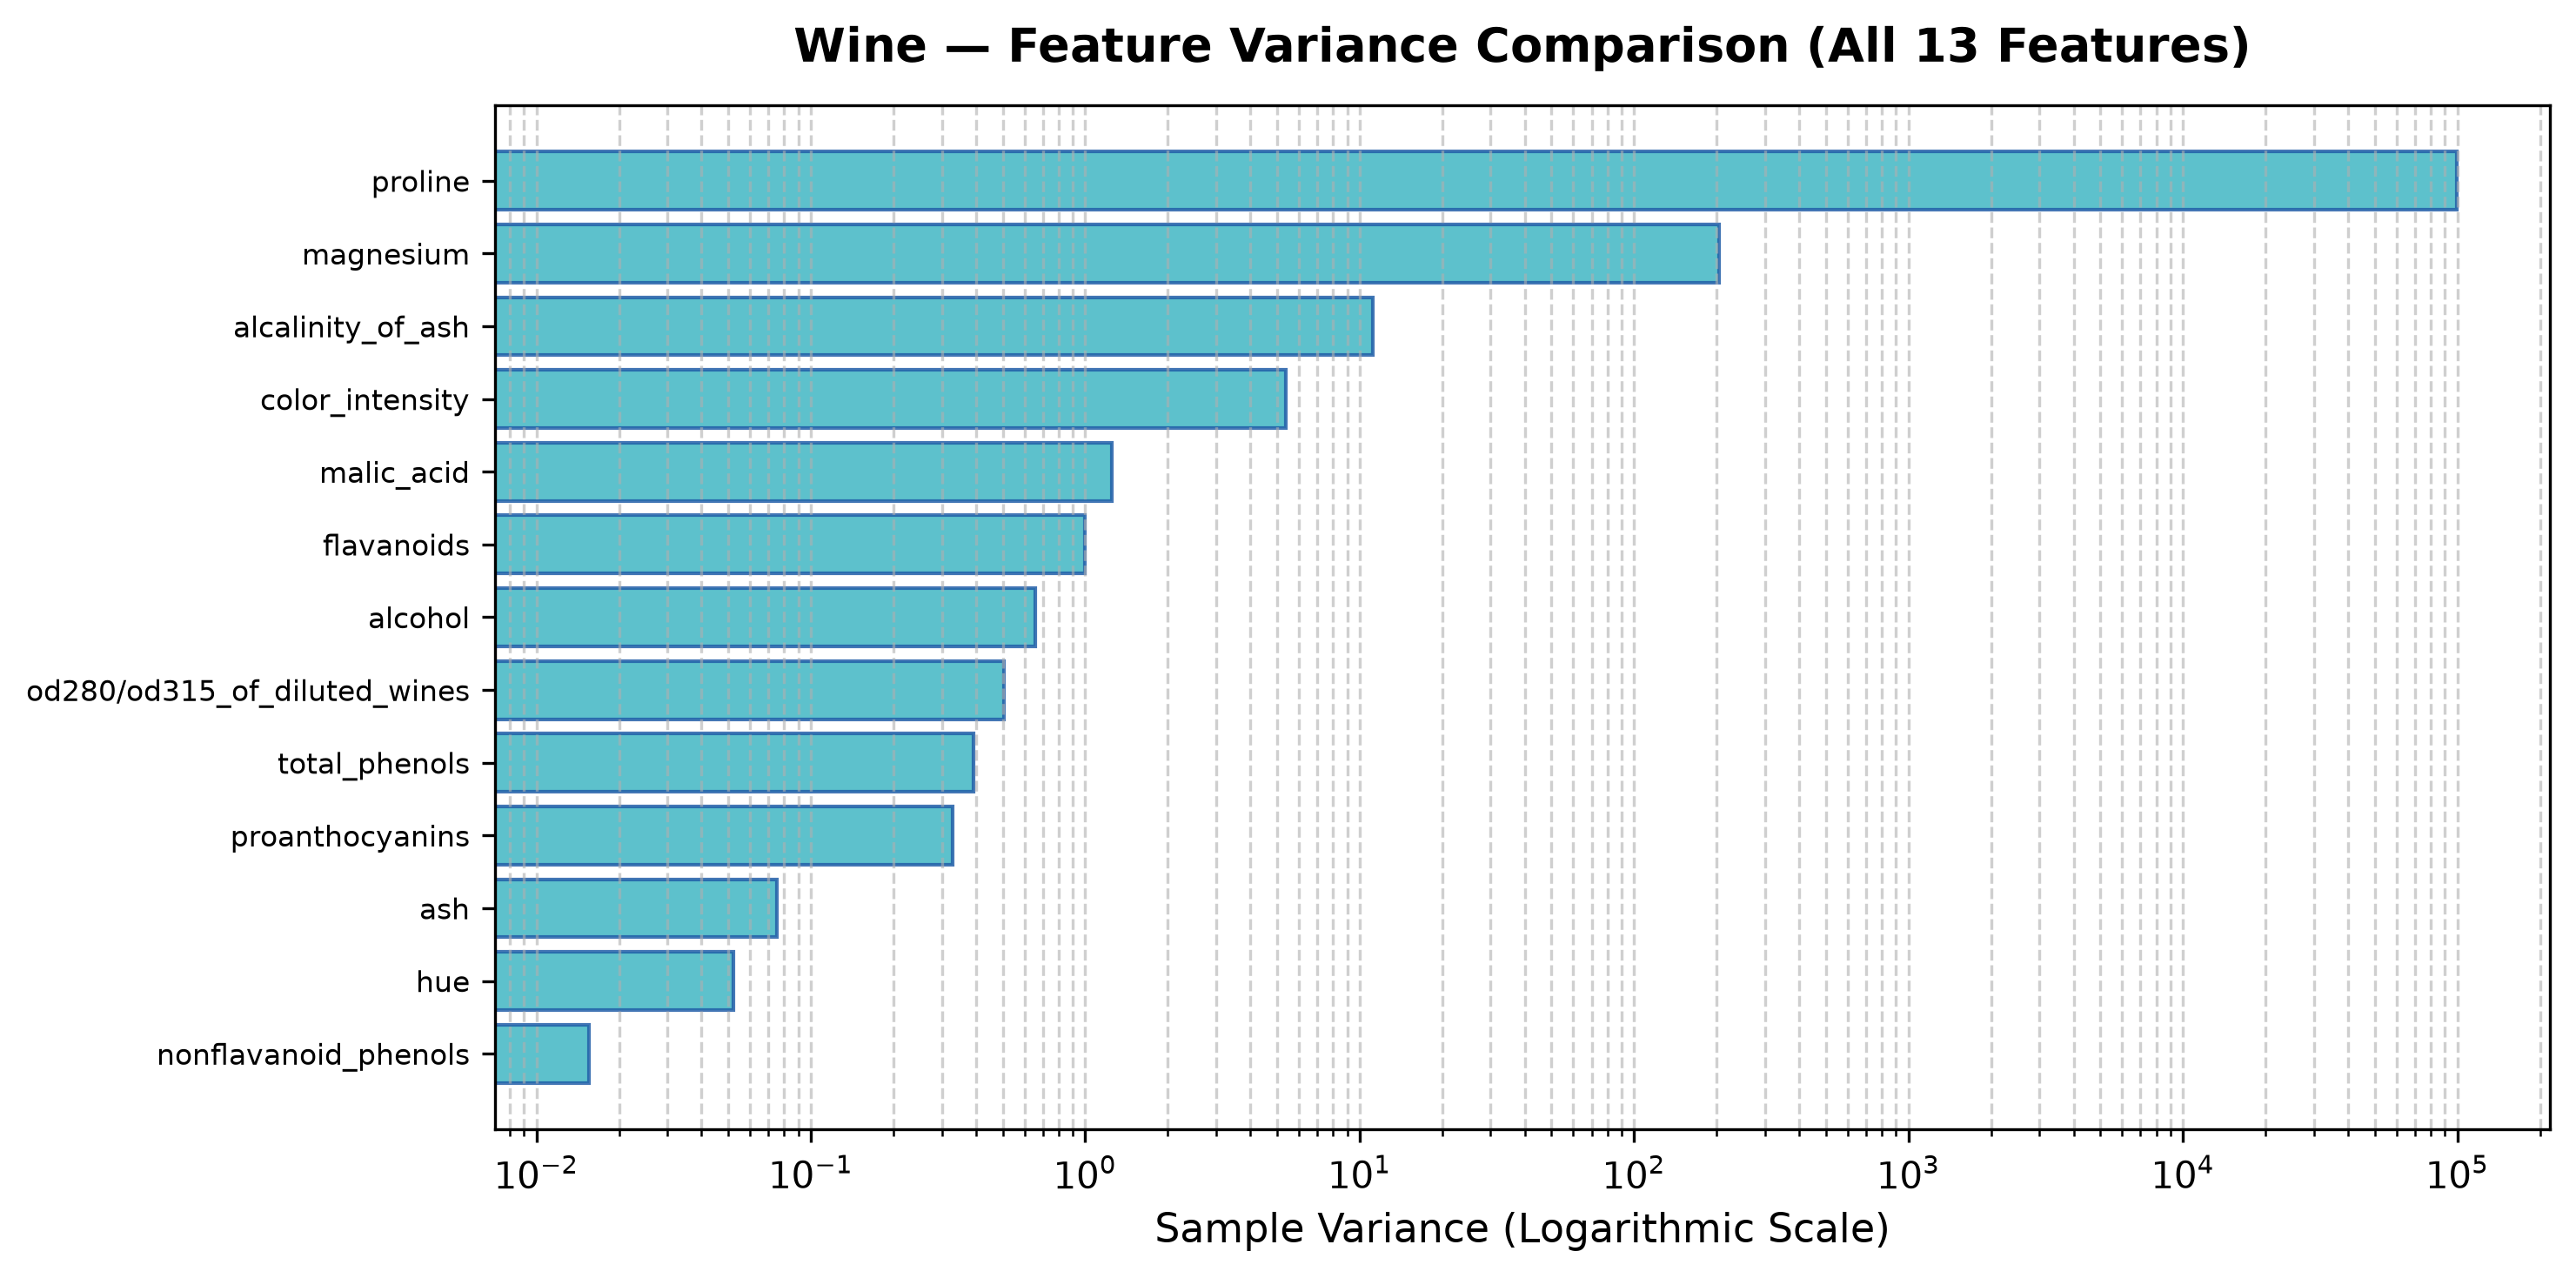 Wine — Feature Variance Comparison (All 13 Features)
proline
magnesium
alcalinity_of_ash
color_intensity
malic_acid
flavanoids
alcohol
od280/od315_of_diluted_wines
total_phenols
proanthocyanins
ash
hue
nonflavanoid_phenols
10⁻² 10⁻¹ 10⁰ 10¹ 10² 10³ 10⁴ 10⁵
Sample Variance (Logarithmic Scale)